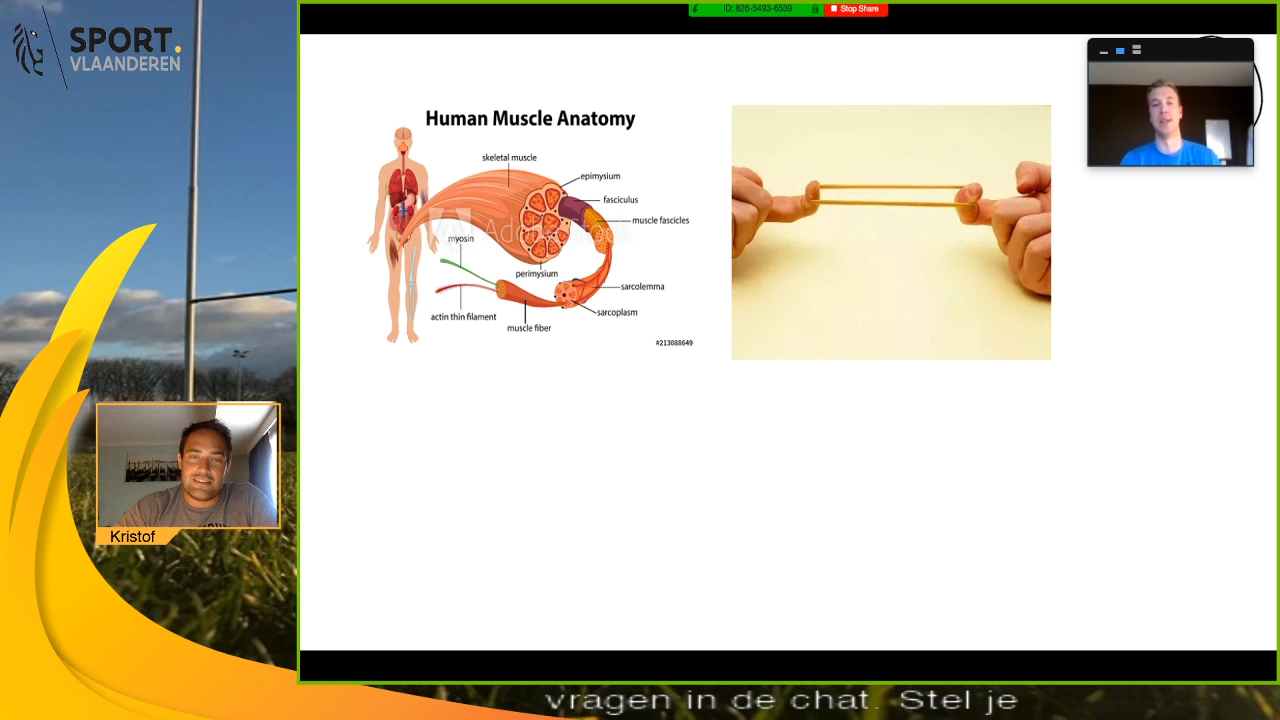 SPORT.
VLAANDEREN
ID: 826-5493-6539
Stop Share
Human Muscle Anatomy
skeletal muscle
epimysium
fasciculus
muscle fascicles
myosin
perimysium
sarcolemma
actin thin filament
sarcoplasm
muscle fiber
#213088649
Kristof
vragen in de chat. Stel je